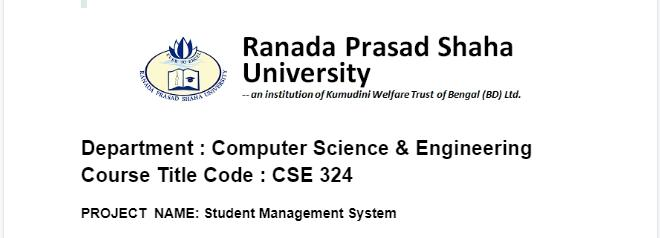 Ranada Prasad Shaha
University
-- an institution of Kumudini Welfare Trust of Bengal (BD) Ltd.
RANADA PRASAD SHAHA UNIVERSITY
Department : Computer Science & Engineering
Course Title Code : CSE 324
PROJECT NAME: Student Management System